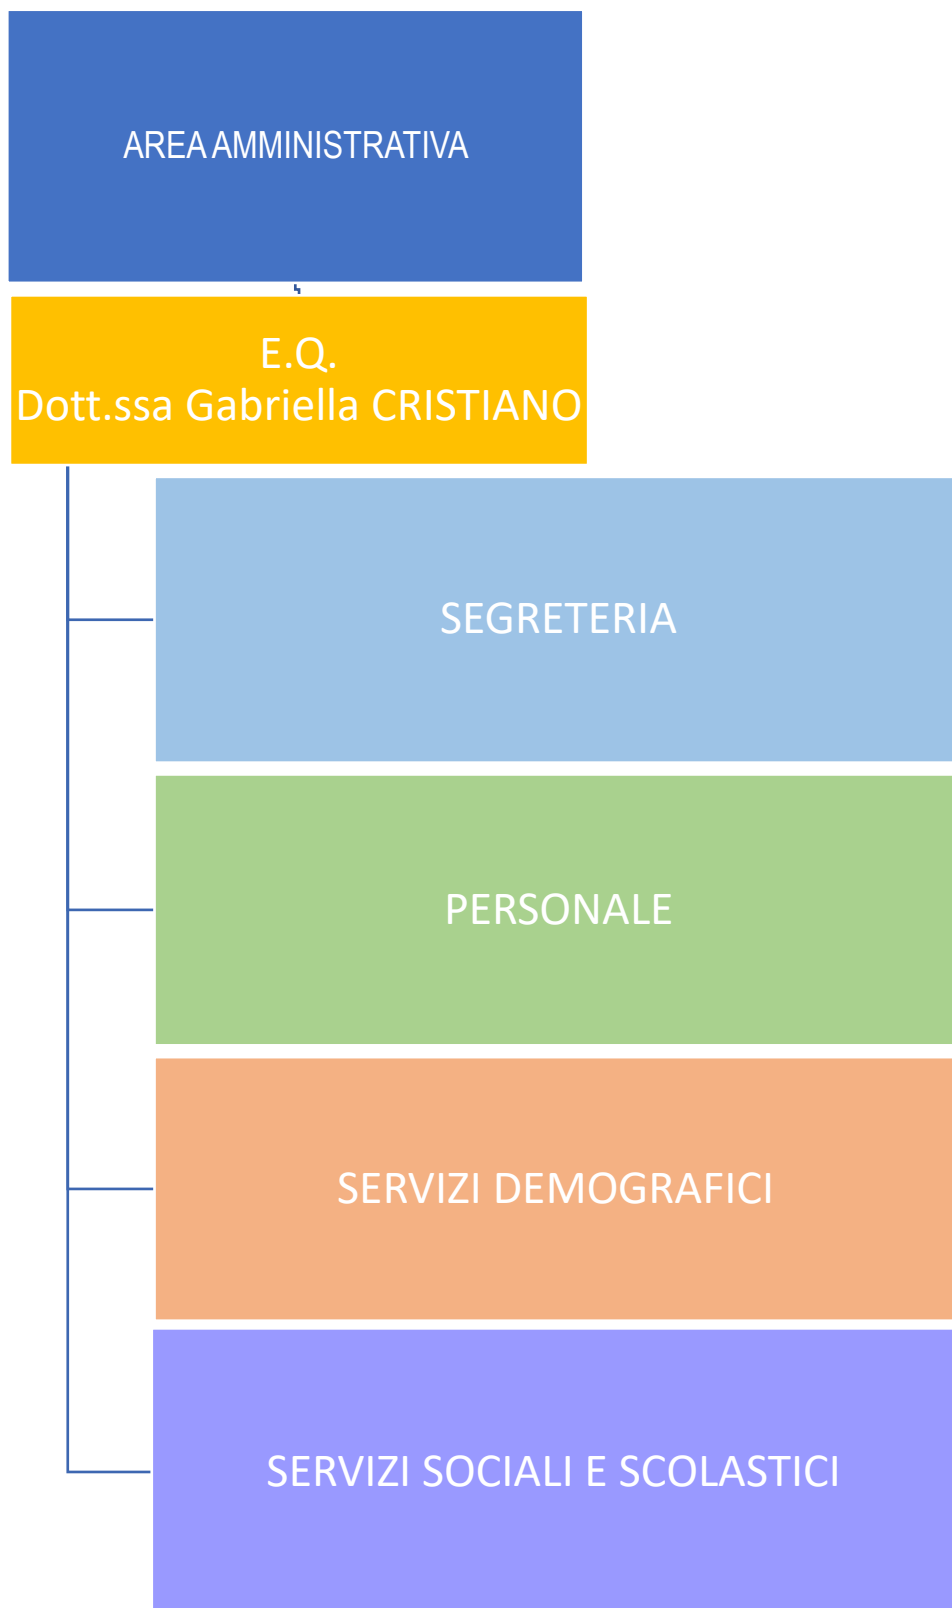 AREA AMMINISTRATIVA
E.Q.
Dott.ssa Gabriella CRISTIANO
SEGRETERIA
PERSONALE
SERVIZI DEMOGRAFICI
SERVIZI SOCIALI E SCOLASTICI